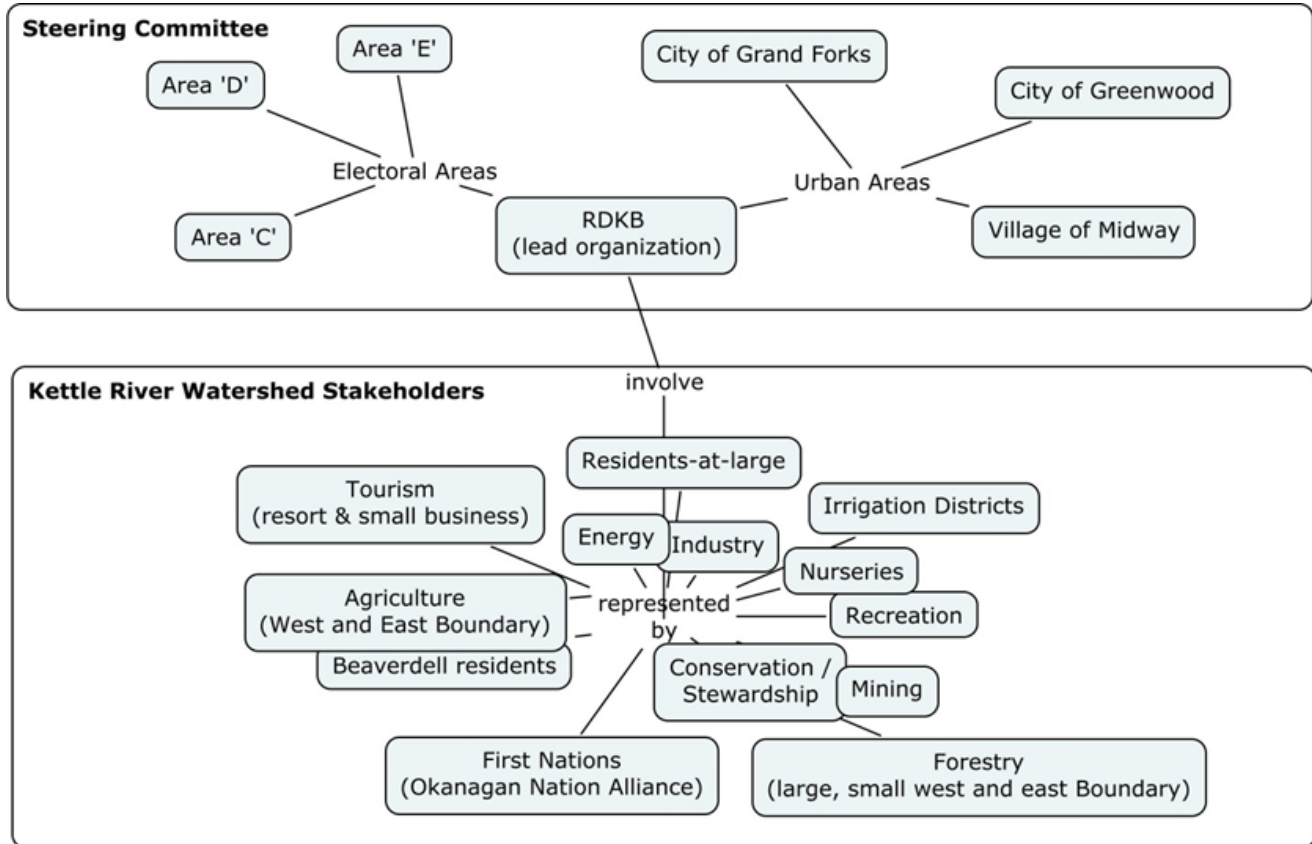 Steering Committee
Area 'E'
City of Grand Forks
Area 'D'
City of Greenwood
Electoral Areas
Urban Areas
Area 'C'
RDKB
(lead organization)
Village of Midway
involve
Kettle River Watershed Stakeholders
Residents-at-large
Tourism
(resort & small business)
Irrigation Districts
Energy
Industry
Nurseries
Agriculture
(West and East Boundary)
represented
by
Recreation
Beaverdell residents
Conservation /
Stewardship
Mining
First Nations
(Okanagan Nation Alliance)
Forestry
(large, small west and east Boundary)